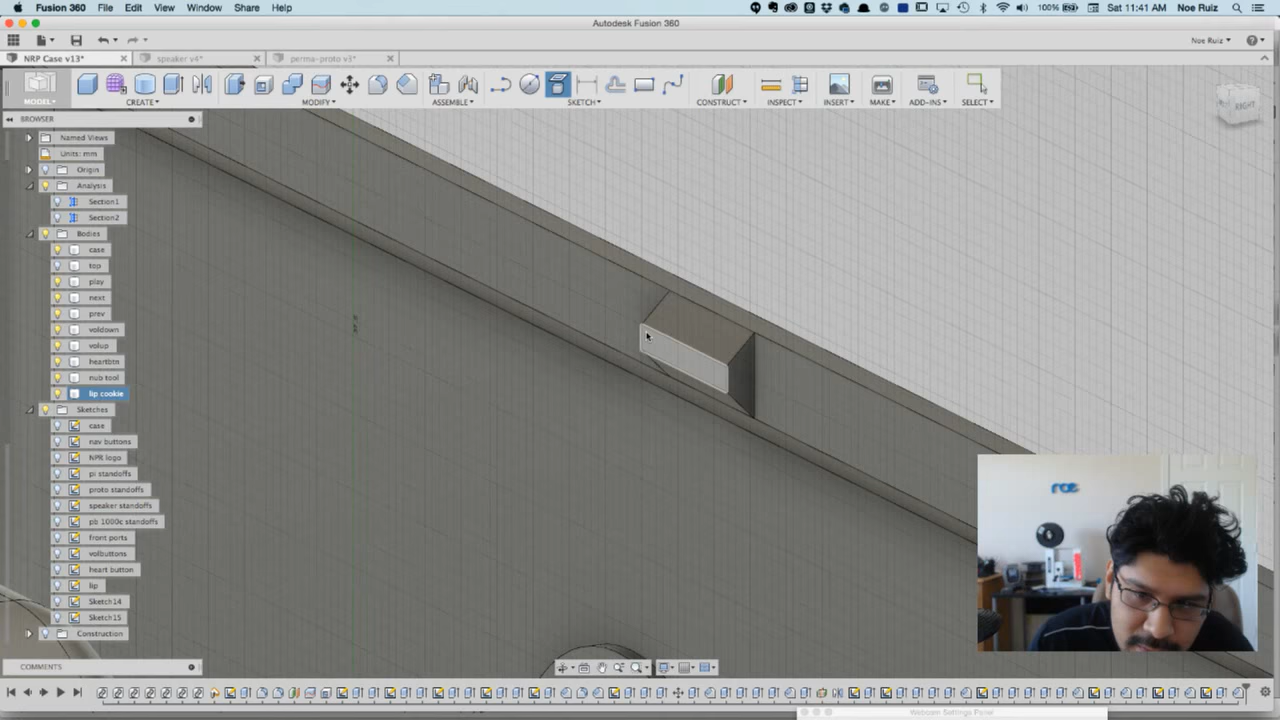 Fusion 360 File Edit View Window Share Help
100% Sat 11:41 AM Noe Ruiz
Autodesk Fusion 360
Noe Ruiz
NRP Case v13* speaker v4* perma-proto v3*
MODEL CREATE MODIFY ASSEMBLE SKETCH CONSTRUCT INSPECT INSERT MAKE ADD-INS SELECT
BROWSER
RIGHT
Named Views
Units: mm
Origin
Analysis
Section1
Section2
Bodies
case
top
play
next
prev
voldown
volup
heartbtn
nub tool
lip cookie
Sketches
case
nav buttons
NPR logo
pi standoffs
proto standoffs
speaker standoffs
pb 1000c standoffs
front ports
volbuttons
heart button
lip
Sketch14
Sketch15
Construction
COMMENTS
Webcam Settings Panel